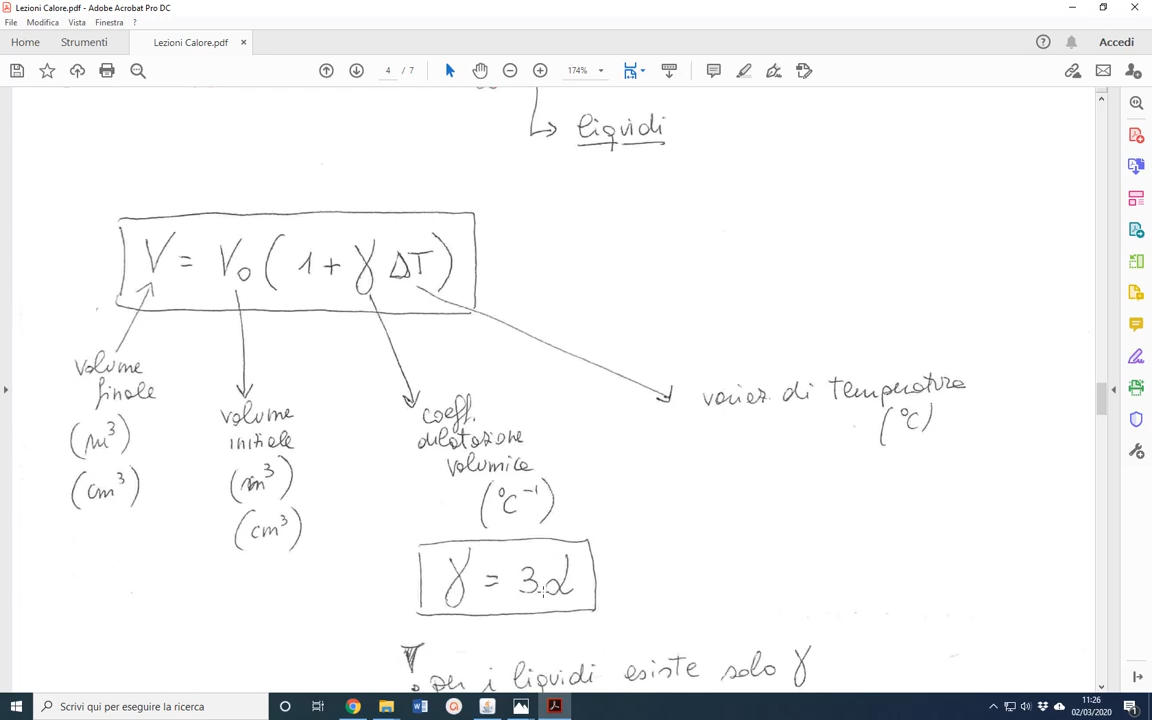 Lezioni Calore.pdf - Adobe Acrobat Pro DC
File Modifica Vista Finestra ?
Home Strumenti Lezioni Calore.pdf × Accedi
4 / 7 174%
↳ liquidi
V = V₀ ( 1 + γ ΔT )
volume
finale
(m³)
(cm³)
volume
iniziale
(m³)
(cm³)
coeff.
dilatazione
volumica
(°C⁻¹)
variaz. di temperatura
(°C)
γ = 3α
per i liquidi esiste solo γ
Scrivi qui per eseguire la ricerca
11:26
02/03/2020